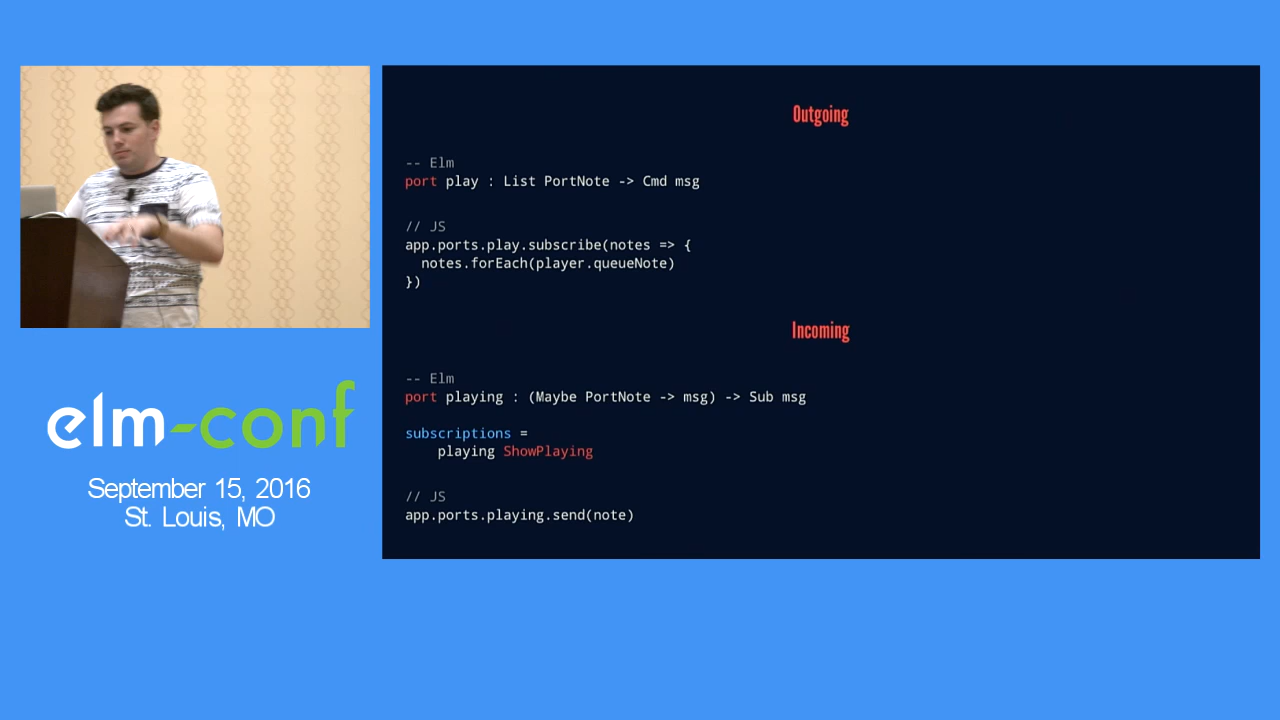 Outgoing
-- Elm
port play : List PortNote -> Cmd msg
// JS
app.ports.play.subscribe(notes => {
  notes.forEach(player.queueNote)
})
Incoming
-- Elm
port playing : (Maybe PortNote -> msg) -> Sub msg
subscriptions =
    playing ShowPlaying
// JS
app.ports.playing.send(note)
elm-conf
September 15, 2016
St. Louis, MO